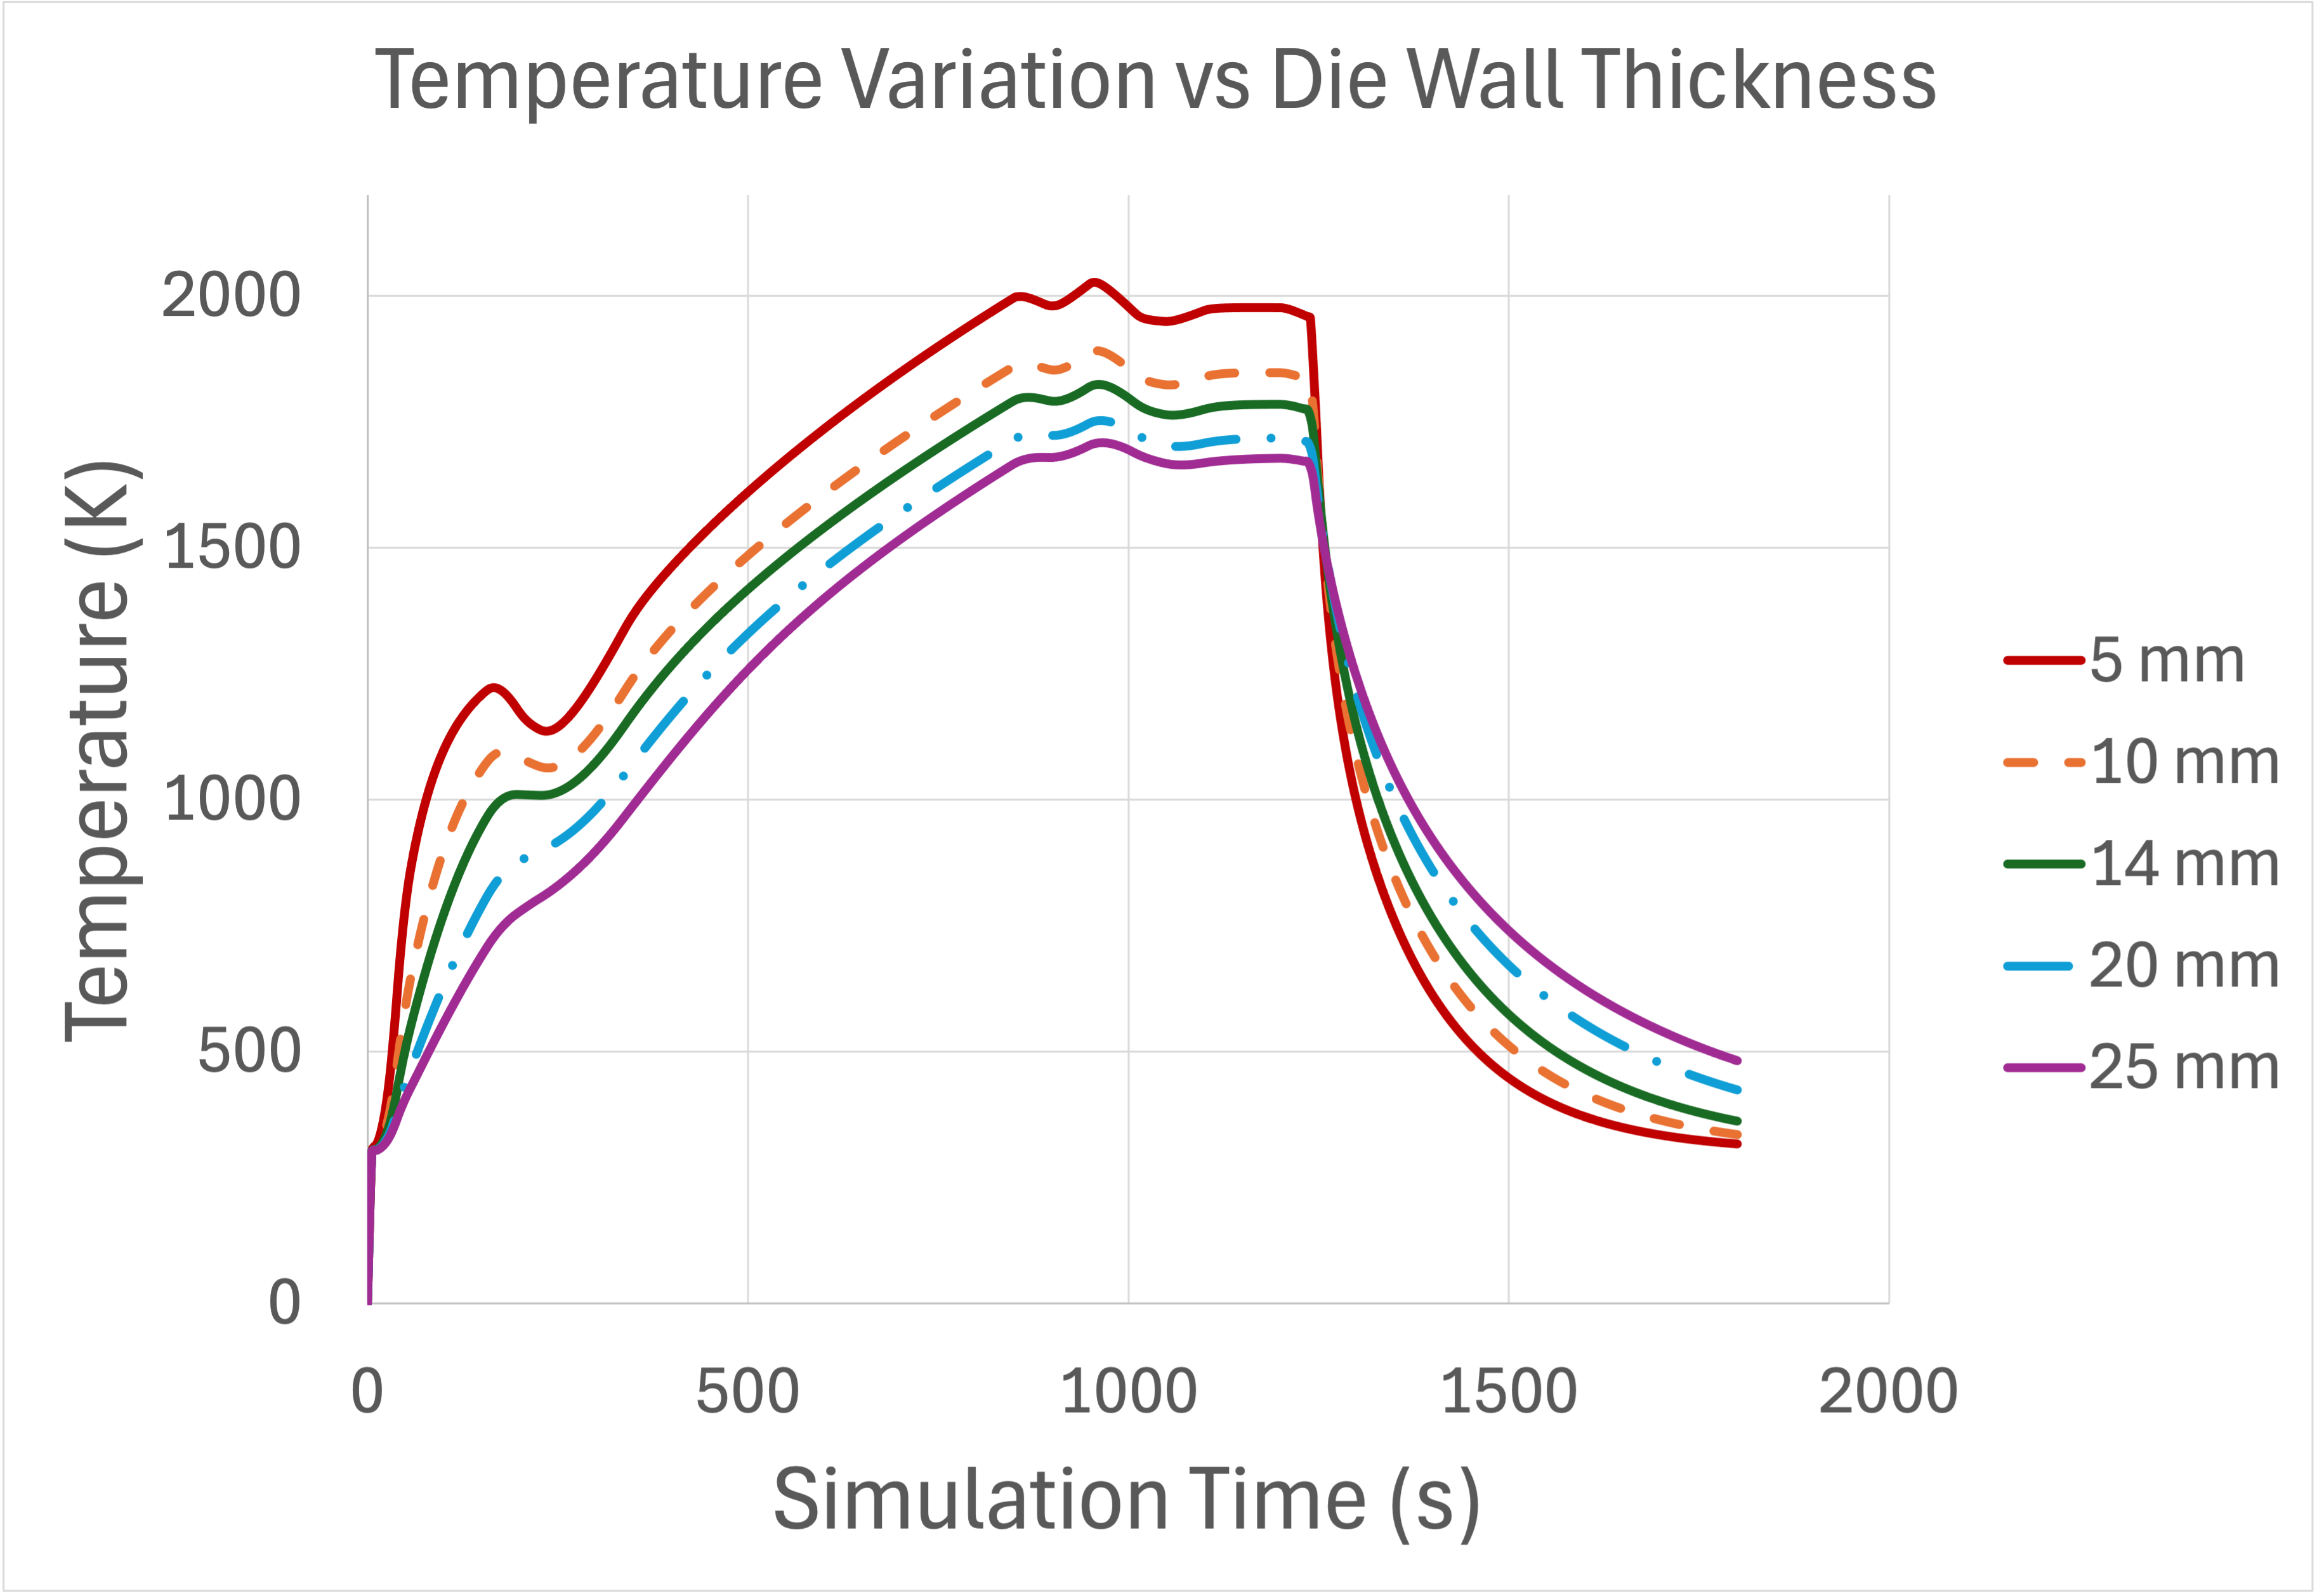 Temperature Variation vs Die Wall Thickness
Temperature (K)
2000
1500
1000
500
0
0 500 1000 1500 2000
Simulation Time (s)
5 mm
10 mm
14 mm
20 mm
25 mm